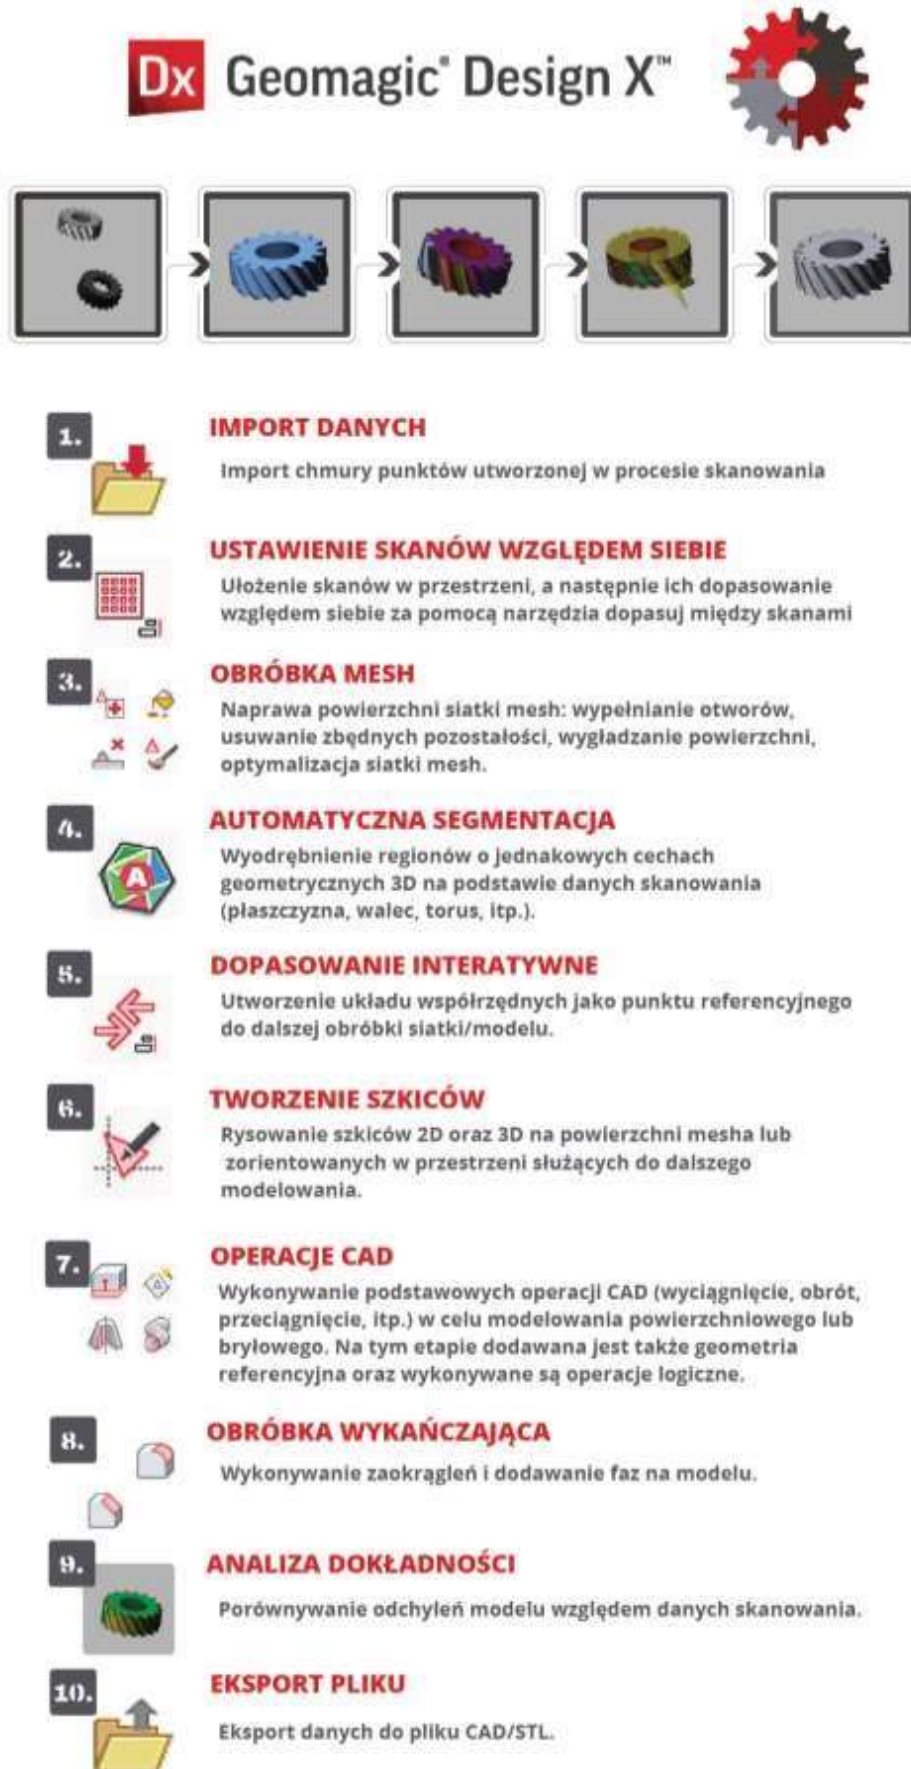 Dx Geomagic® Design X™
1.
IMPORT DANYCH
Import chmury punktów utworzonej w procesie skanowania
2.
USTAWIENIE SKANÓW WZGLĘDEM SIEBIE
Ułożenie skanów w przestrzeni, a następnie ich dopasowanie
względem siebie za pomocą narzędzia dopasuj między skanami
3.
OBRÓBKA MESH
Naprawa powierzchni siatki mesh: wypełnianie otworów,
usuwanie zbędnych pozostałości, wygładzanie powierzchni,
optymalizacja siatki mesh.
4.
A
AUTOMATYCZNA SEGMENTACJA
Wyodrębnienie regionów o jednakowych cechach
geometrycznych 3D na podstawie danych skanowania
(płaszczyzna, walec, torus, itp.).
5.
DOPASOWANIE INTERATYWNE
Utworzenie układu współrzędnych jako punktu referencyjnego
do dalszej obróbki siatki/modelu.
6.
TWORZENIE SZKICÓW
Rysowanie szkiców 2D oraz 3D na powierzchni mesha lub
zorientowanych w przestrzeni służących do dalszego
modelowania.
7.
OPERACJE CAD
Wykonywanie podstawowych operacji CAD (wyciągnięcie, obrót,
przeciągnięcie, itp.) w celu modelowania powierzchniowego lub
bryłowego. Na tym etapie dodawana jest także geometria
referencyjna oraz wykonywane są operacje logiczne.
8.
OBRÓBKA WYKAŃCZAJĄCA
Wykonywanie zaokrągleń i dodawanie faz na modelu.
9.
ANALIZA DOKŁADNOŚCI
Porównywanie odchyleń modelu względem danych skanowania.
10.
EKSPORT PLIKU
Eksport danych do pliku CAD/STL.